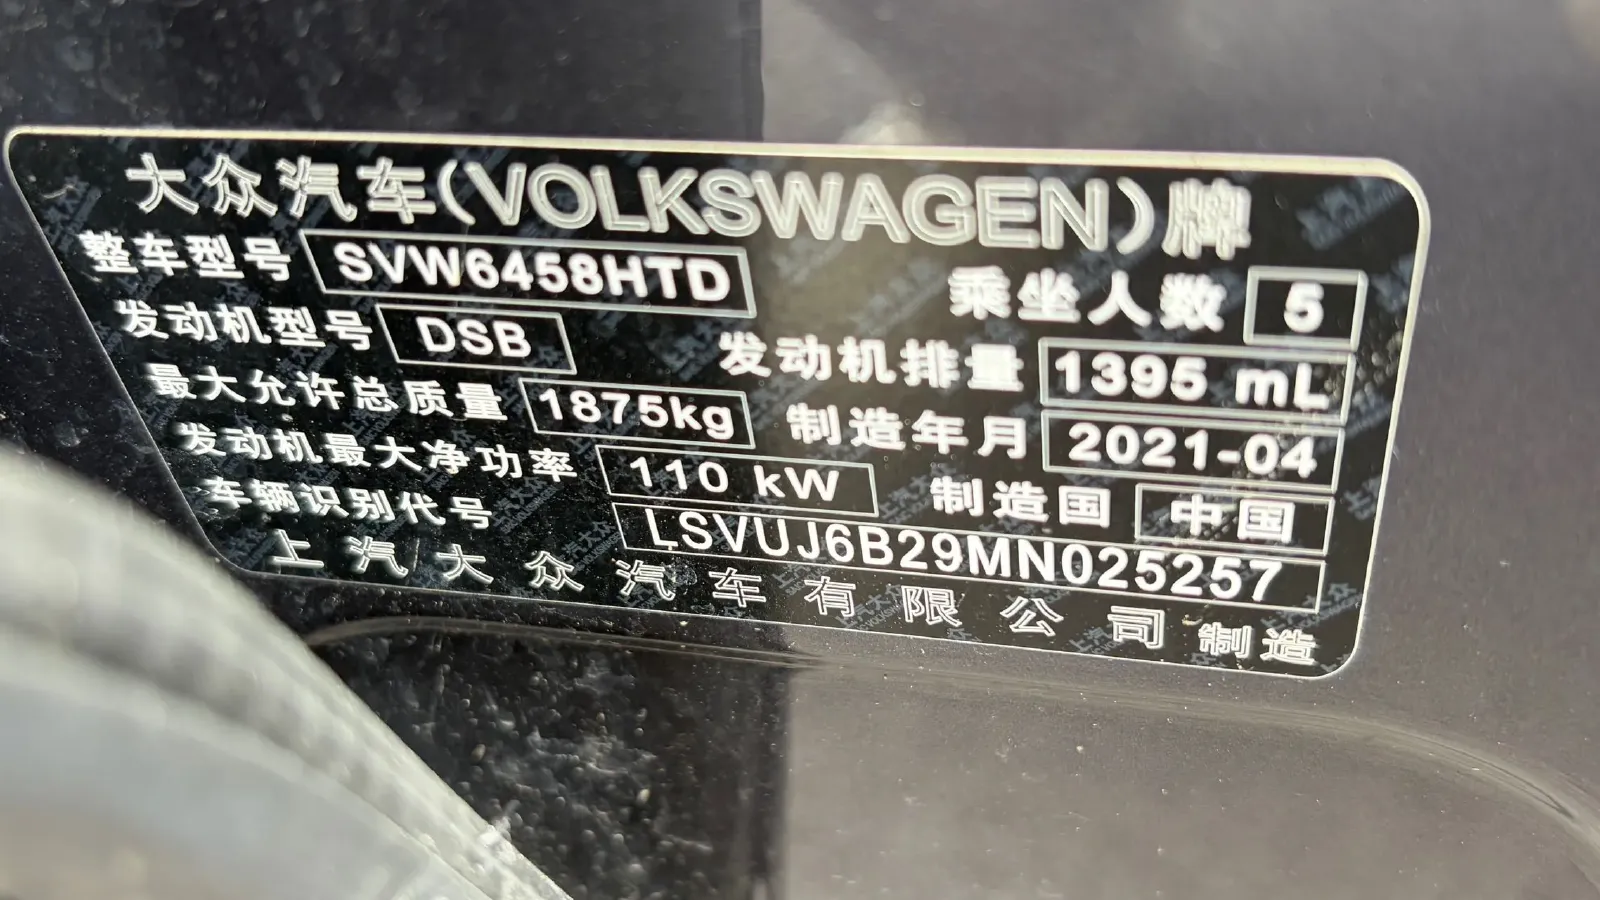 大众汽车(VOLKSWAGEN)牌
整车型号 SVW6458HTD 乘坐人数 5
发动机型号 DSB 发动机排量 1395 mL
最大允许总质量 1875kg 制造年月 2021-04
发动机最大净功率 110 kW 制造国 中国
车辆识别代号 LSVUJ6B29MN025257
上汽大众汽车有限公司制造